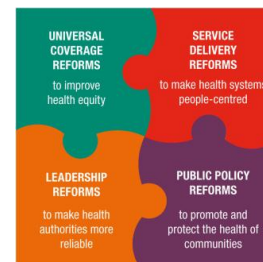 UNIVERSAL
COVERAGE
REFORMS
to improve
health equity
SERVICE
DELIVERY
REFORMS
to make health systems
people-centred
LEADERSHIP
REFORMS
to make health
authorities more
reliable
PUBLIC POLICY
REFORMS
to promote and
protect the health of
communities